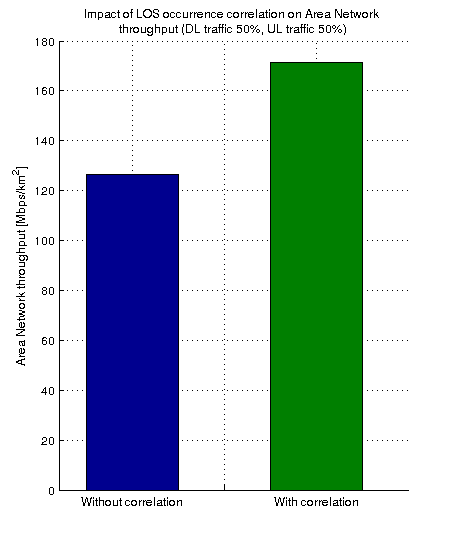 Impact of LOS occurrence correlation on Area Network
throughput (DL traffic 50%, UL traffic 50%)
Area Network throughput [Mbps/km²]
180
160
140
120
100
80
60
40
20
0
Without correlation
With correlation